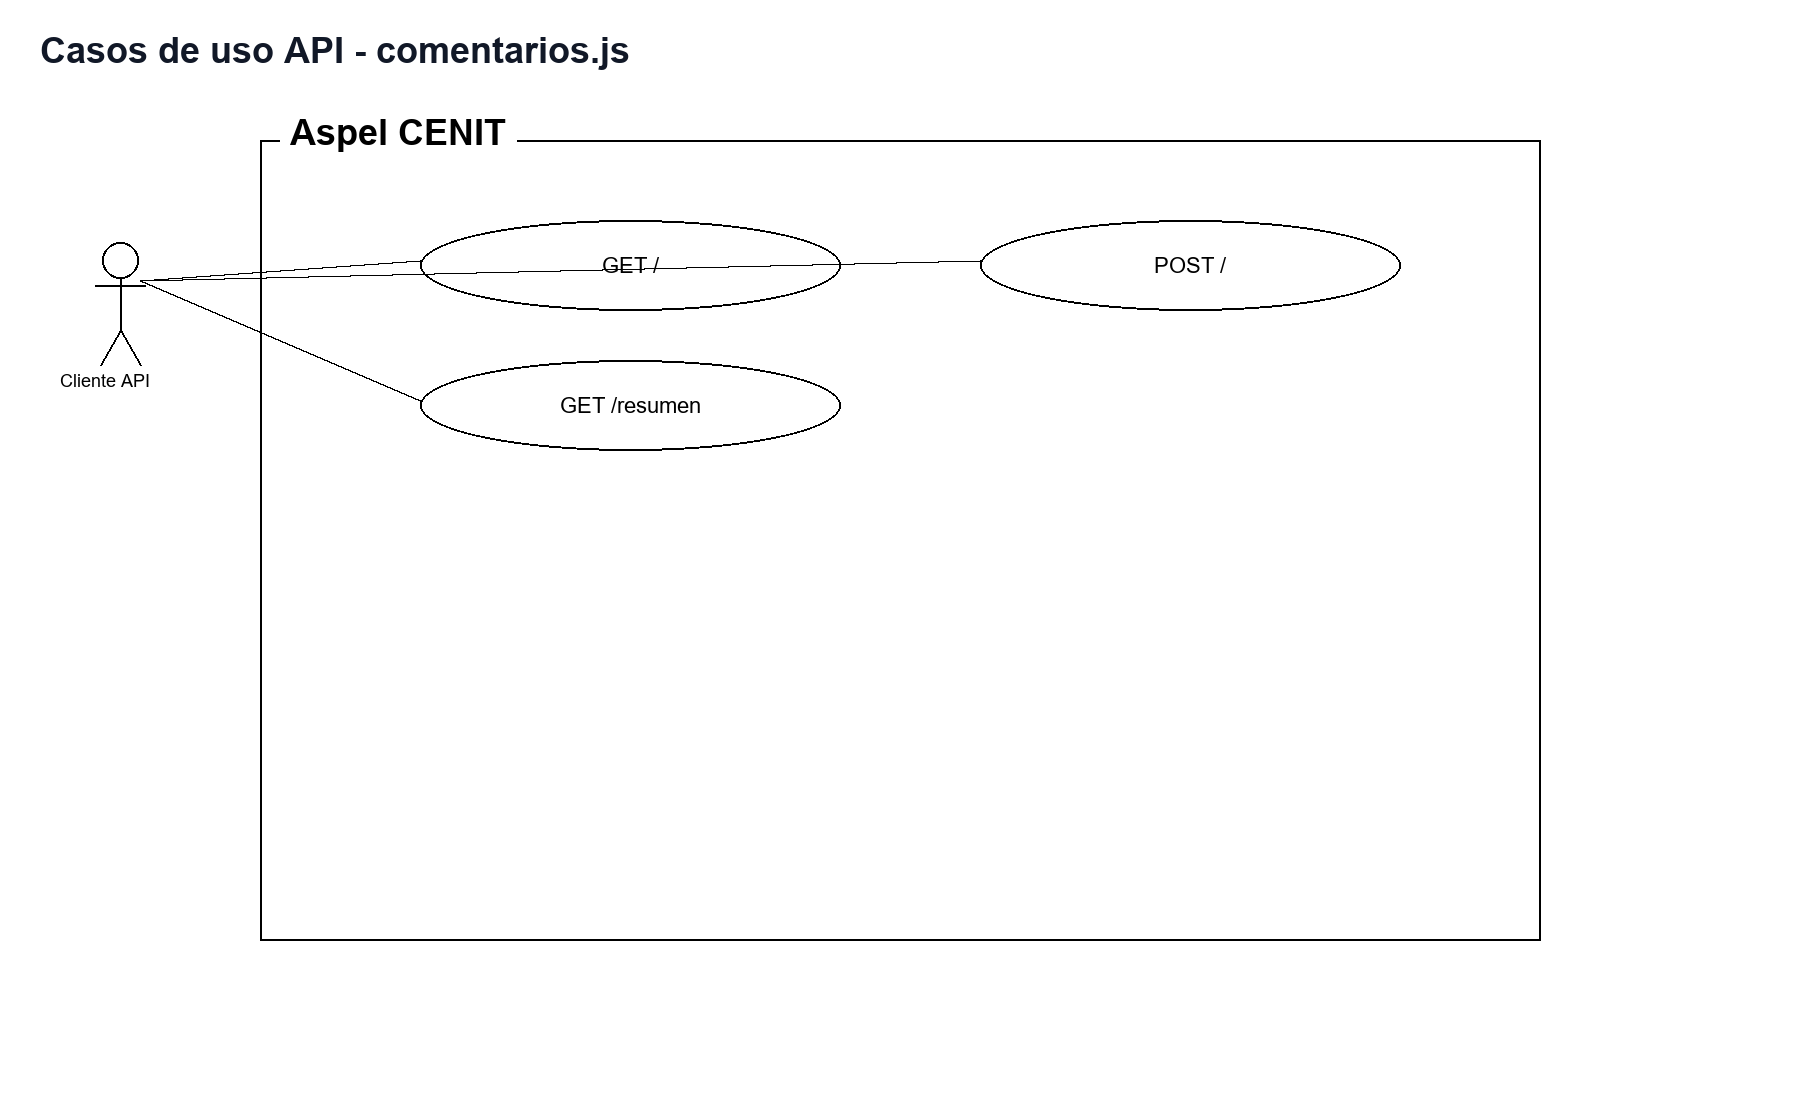 Casos de uso API - comentarios.js
Aspel CENIT
GET /
POST /
Cliente API
GET /resumen